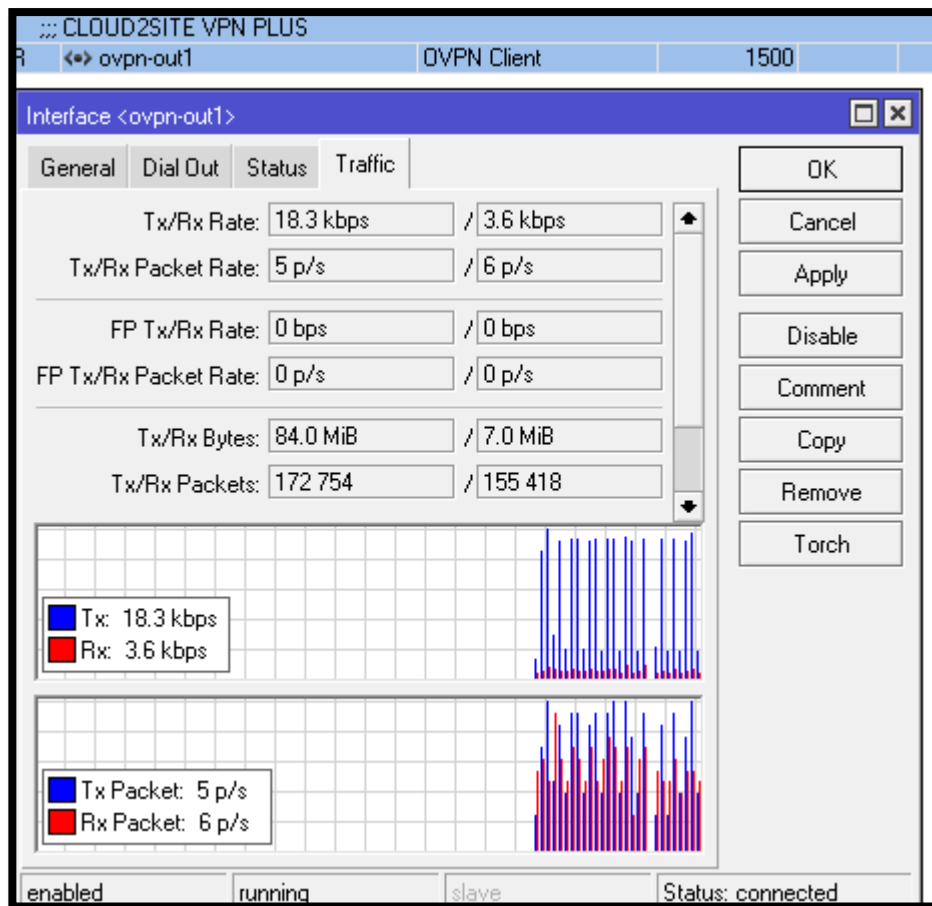 ;;; CLOUD2SITE VPN PLUS
R <•> ovpn-out1 OVPN Client 1500
Interface <ovpn-out1>
General Dial Out Status Traffic
OK
Tx/Rx Rate: 18.3 kbps / 3.6 kbps
Cancel
Tx/Rx Packet Rate: 5 p/s / 6 p/s
Apply
FP Tx/Rx Rate: 0 bps / 0 bps
Disable
FP Tx/Rx Packet Rate: 0 p/s / 0 p/s
Comment
Tx/Rx Bytes: 84.0 MiB / 7.0 MiB
Copy
Tx/Rx Packets: 172 754 / 155 418
Remove
Torch
Tx: 18.3 kbps
Rx: 3.6 kbps
Tx Packet: 5 p/s
Rx Packet: 6 p/s
enabled running slave Status: connected